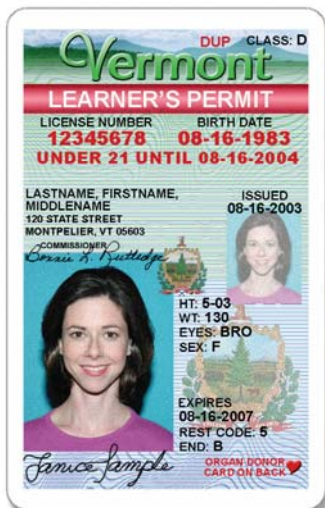 DUP CLASS: D
Vermont
LEARNER'S PERMIT
LICENSE NUMBER BIRTH DATE
12345678 08-16-1983
UNDER 21 UNTIL 08-16-2004
LASTNAME, FIRSTNAME,
MIDDLENAME
120 STATE STREET
MONTPELIER, VT 05603
COMMISSIONER
Bonnie L. Rutledge
ISSUED
08-16-2003
HT: 5-03
WT: 130
EYES: BRO
SEX: F
EXPIRES
08-16-2007
REST CODE: 5
END: B
Janice Sample
ORGAN DONOR
CARD ON BACK